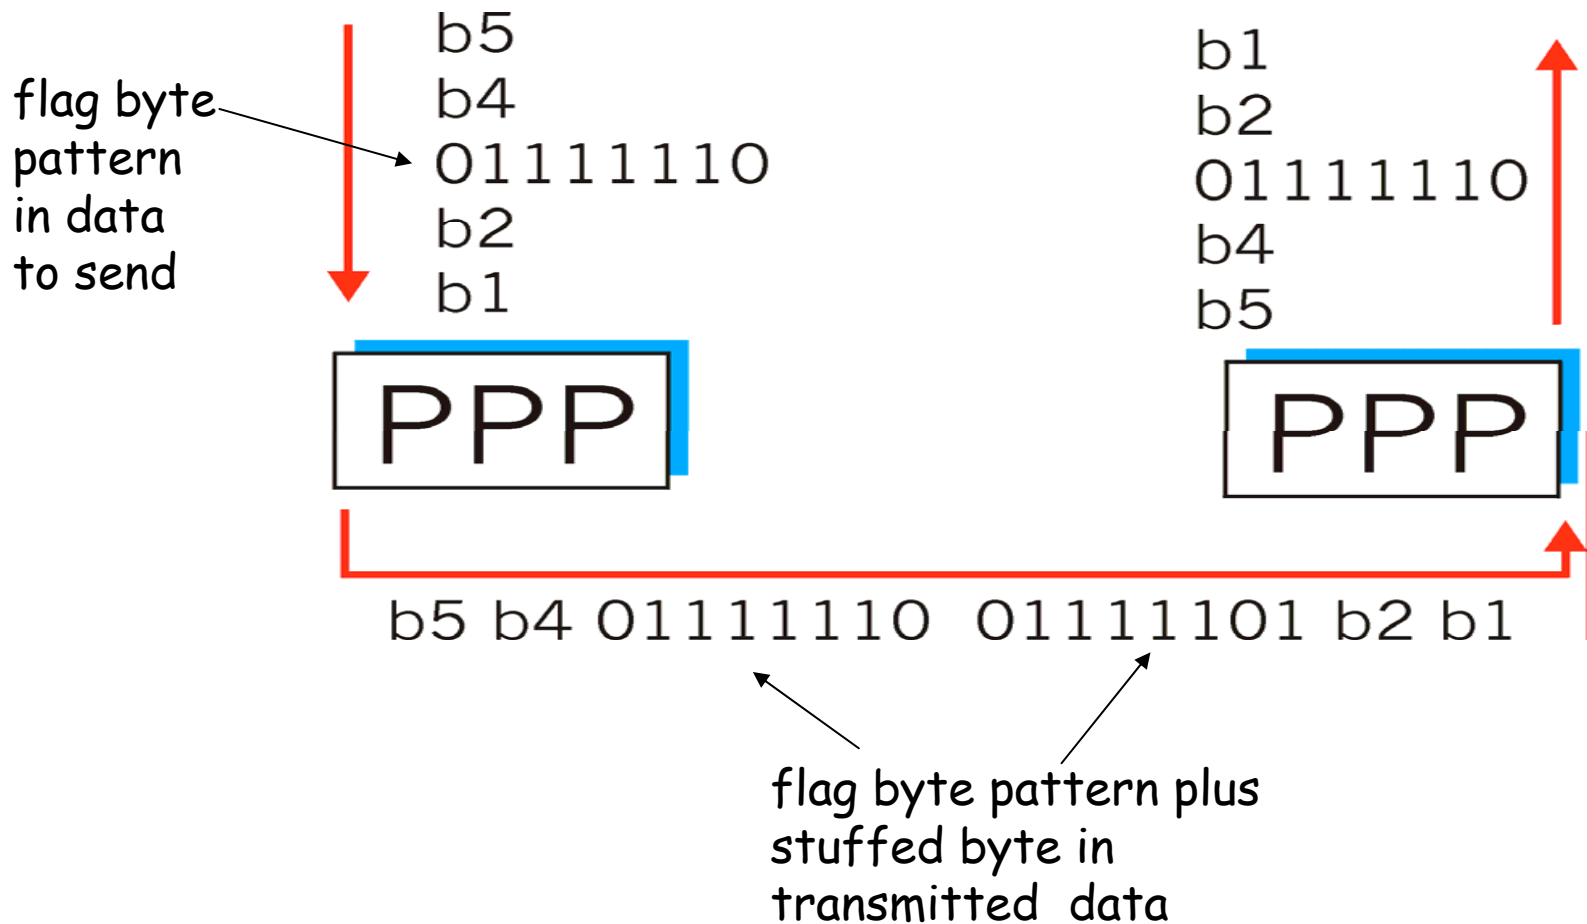 flag byte
pattern
in data
to send
b5
b4
01111110
b2
b1
PPP
b1
b2
01111110
b4
b5
PPP
b5 b4 01111110 01111101 b2 b1
flag byte pattern plus
stuffed byte in
transmitted data